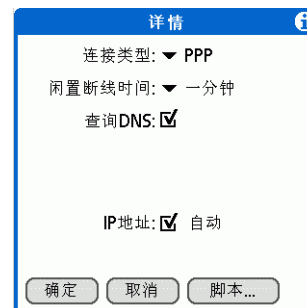 详情
连接类型: PPP
闲置断线时间: 一分钟
查询DNS:
IP地址: 自动
确定 取消 脚本...